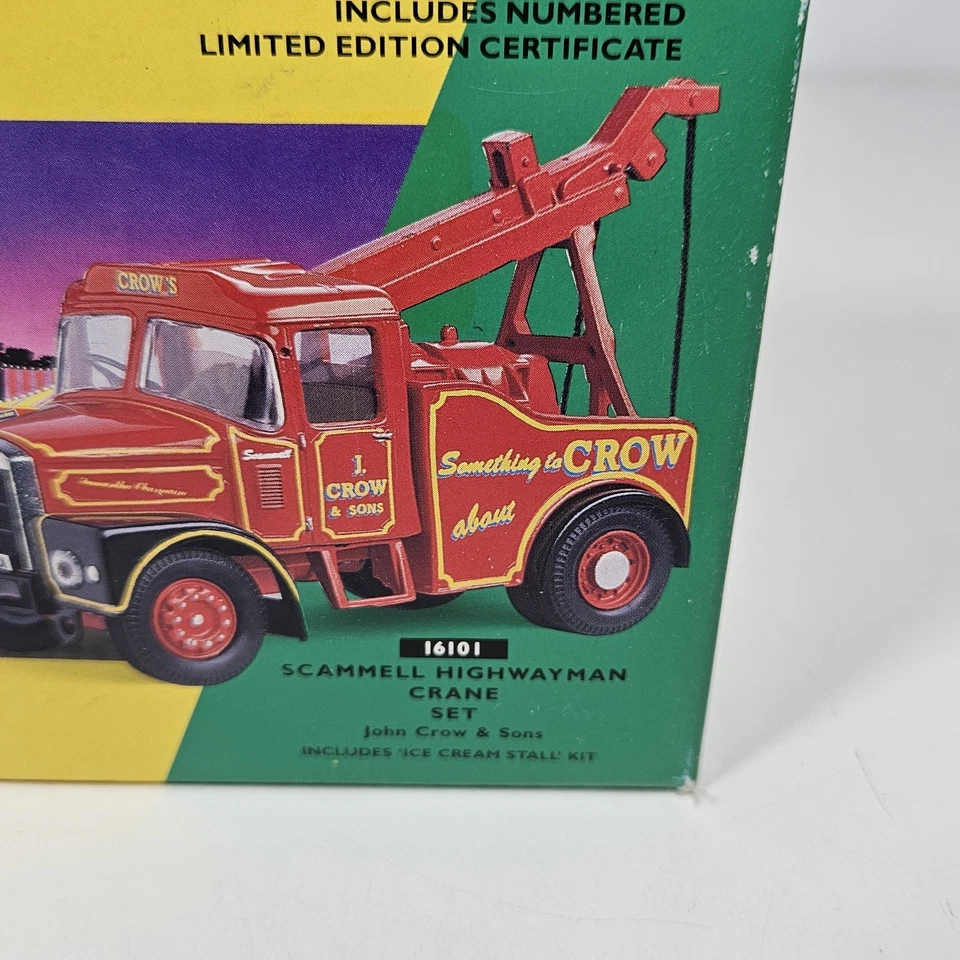 INCLUDES NUMBERED
LIMITED EDITION CERTIFICATE
CROW'S
Scammell
J.
CROW
& SONS
Something to CROW
about
16101
SCAMMELL HIGHWAYMAN
CRANE
SET
John Crow & Sons
INCLUDES 'ICE CREAM STALL' KIT